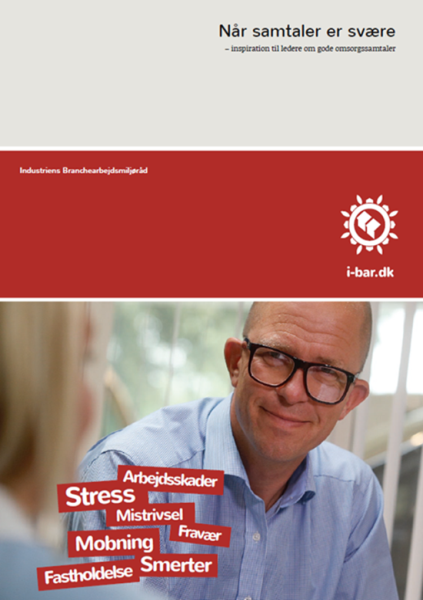 Når samtaler er svære
– inspiration til ledere om gode omsorgssamtaler
Industriens Branchearbejdsmiljøråd
i-bar.dk
Arbejdsskader
Stress
Mistrivsel
Fravær
Mobning
Smerter
Fastholdelse